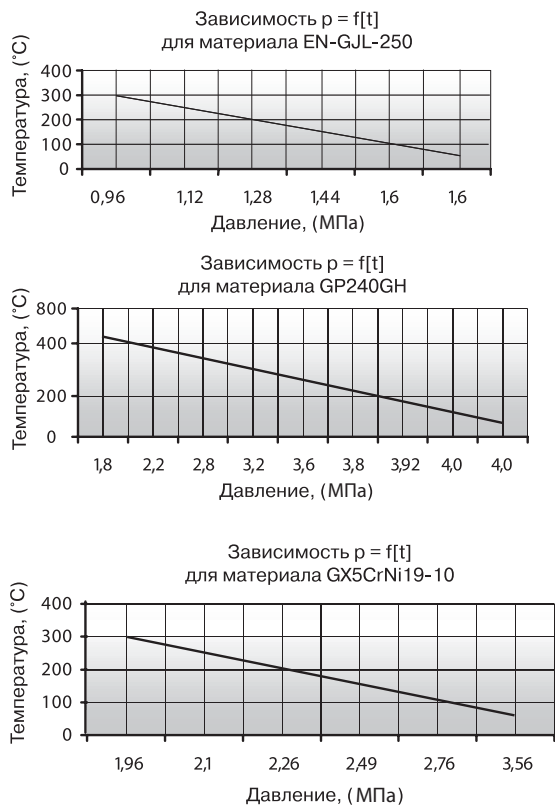 Зависимость p = f[t]
для материала EN-GJL-250
Температура, (°C)
400
300
200
100
0
0,96 1,12 1,28 1,44 1,6 1,6
Давление, (МПа)
Зависимость p = f[t]
для материала GP240GH
Температура, (°C)
800
400
200
0
1,8 2,2 2,8 3,2 3,6 3,8 3,92 4,0 4,0
Давление, (МПа)
Зависимость p = f[t]
для материала GX5CrNi19-10
Температура, (°C)
400
300
200
100
0
1,96 2,1 2,26 2,49 2,76 3,56
Давление, (МПа)